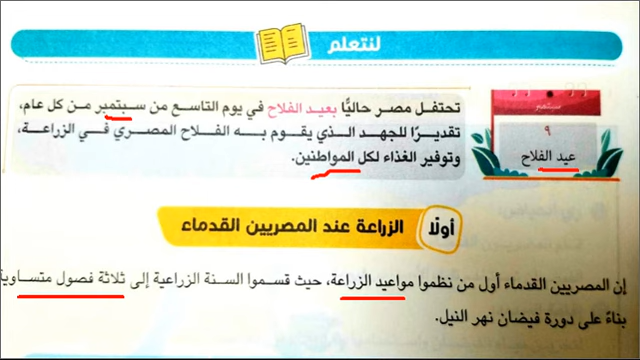 لنتعلم
تحتفل مصر حاليًّا بعيد الفلاح في يوم التاسع من سبتمبر من كل عام،
تقديرًا للجهد الذي يقوم به الفلاح المصري في الزراعة،
وتوفير الغذاء لكل المواطنين.
سبتمبر
٩
عيد الفلاح
أولًا
الزراعة عند المصريين القدماء
إن المصريين القدماء أول من نظموا مواعيد الزراعة، حيث قسموا السنة الزراعية إلى ثلاثة فصول متساوية
بناءً على دورة فيضان نهر النيل.